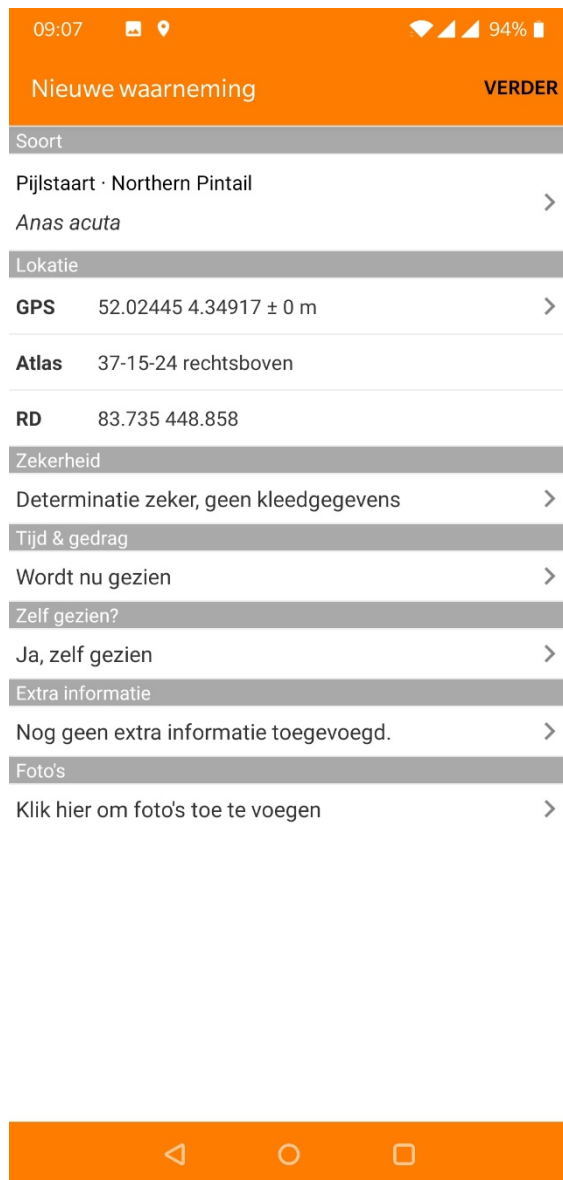 09:07 94%
Nieuwe waarneming VERDER
Soort
Pijlstaart · Northern Pintail
Anas acuta
Lokatie
GPS 52.02445 4.34917 ± 0 m
Atlas 37-15-24 rechtsboven
RD 83.735 448.858
Zekerheid
Determinatie zeker, geen kleedgegevens
Tijd & gedrag
Wordt nu gezien
Zelf gezien?
Ja, zelf gezien
Extra informatie
Nog geen extra informatie toegevoegd.
Foto's
Klik hier om foto's toe te voegen